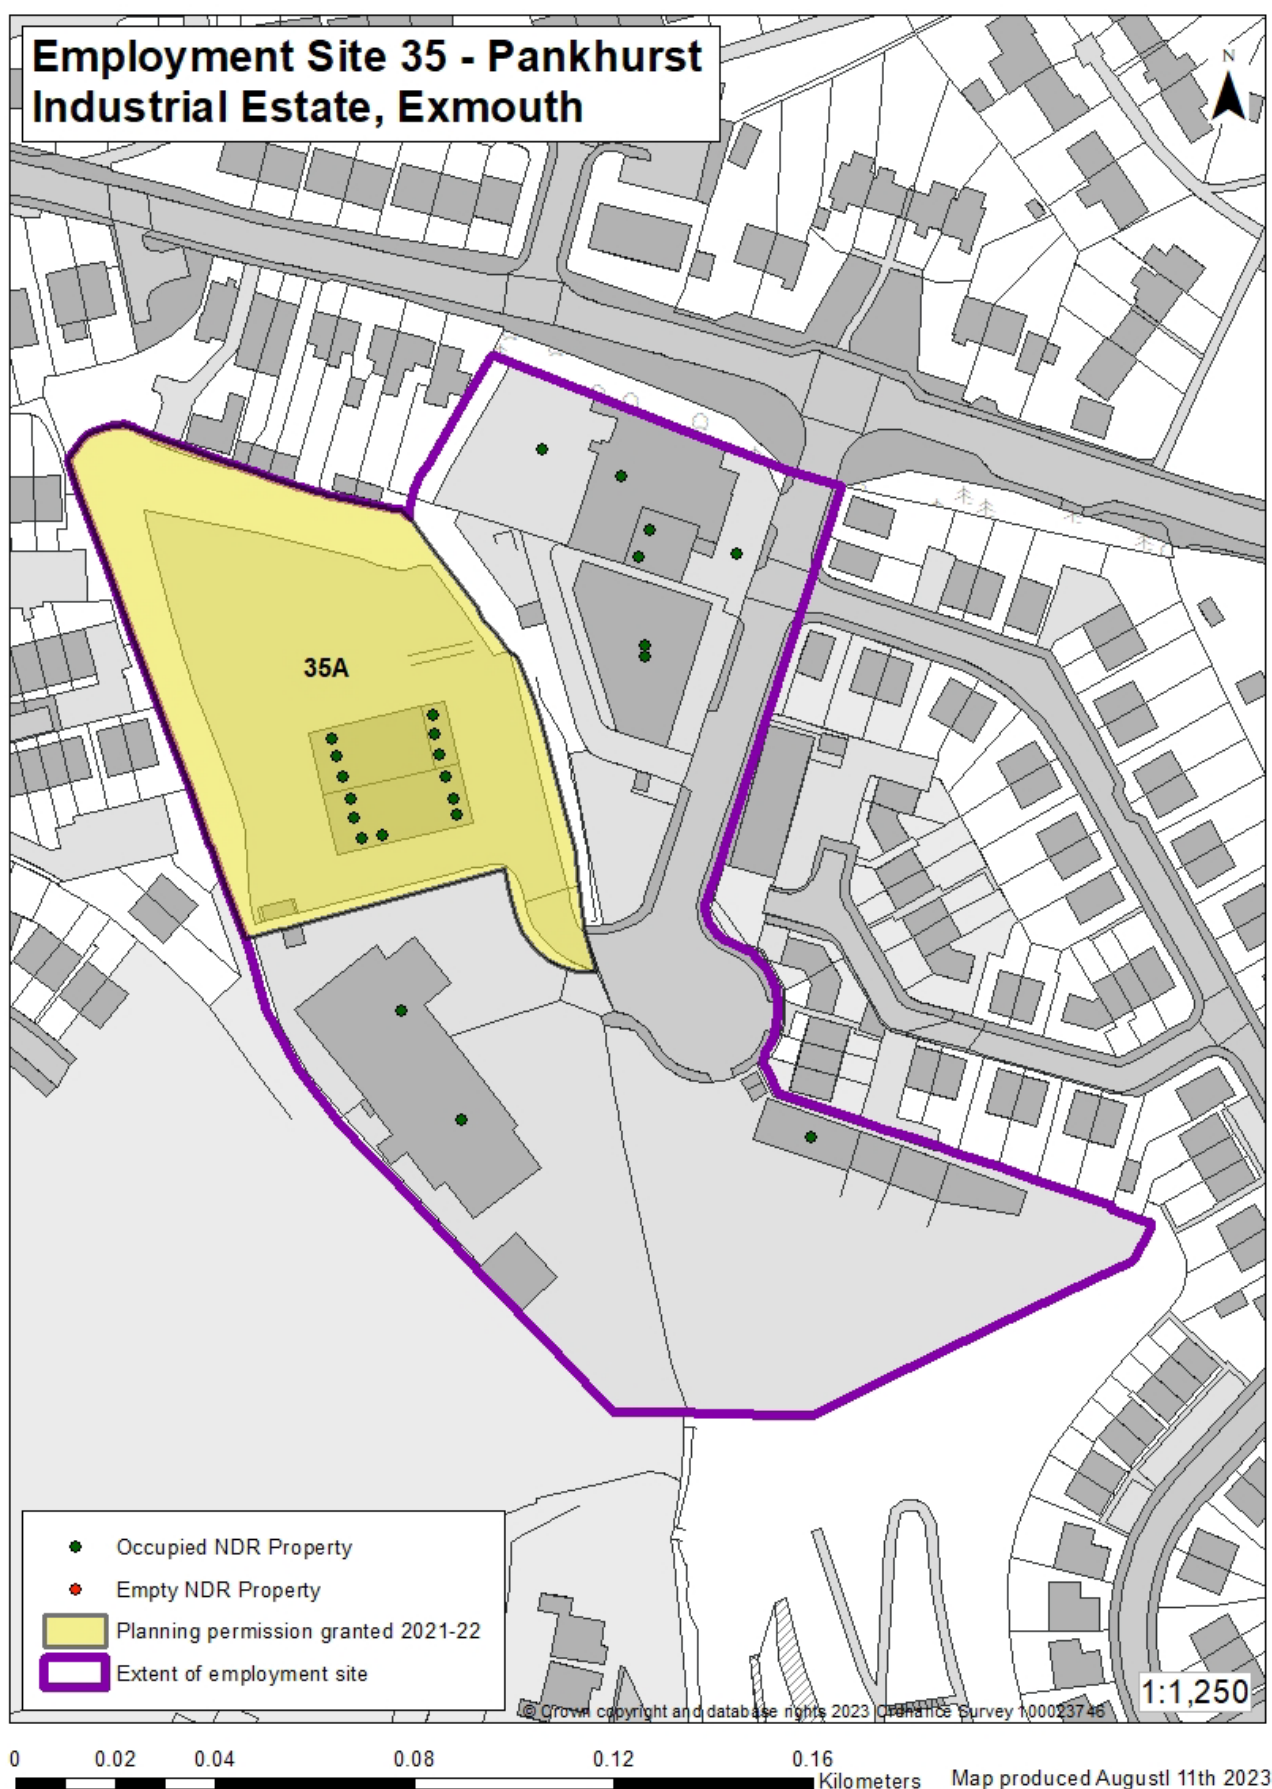 Employment Site 35 - Pankhurst
Industrial Estate, Exmouth
N
35A
Occupied NDR Property
Empty NDR Property
Planning permission granted 2021-22
Extent of employment site
1:1,250
© Crown copyright and database rights 2023 Ordnance Survey 100023746
0 0.02 0.04 0.08 0.12 0.16
Kilometers
Map produced Augustl 11th 2023